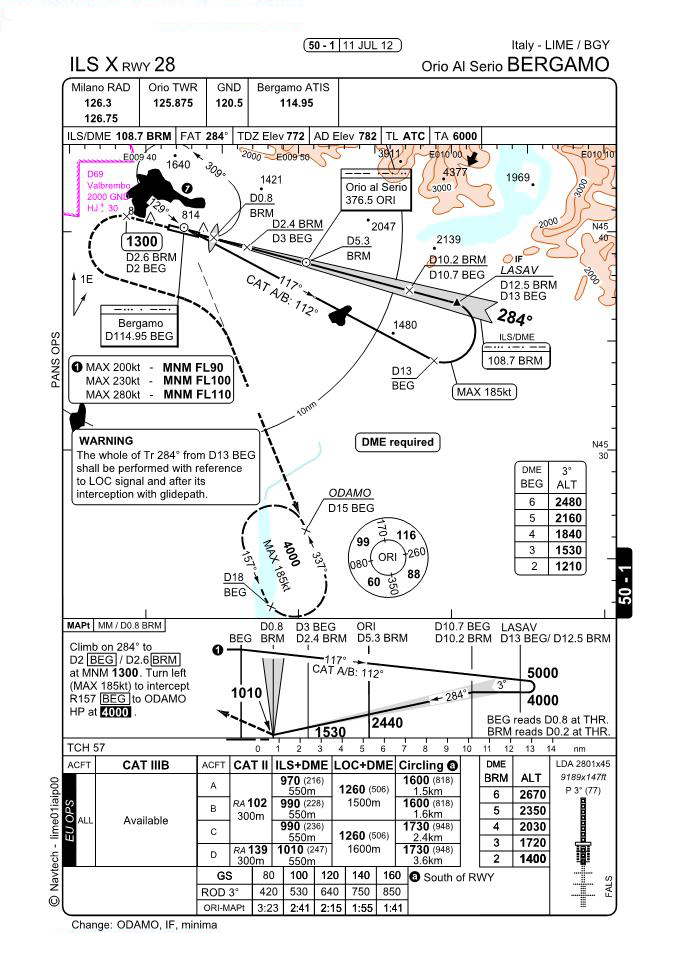 50 - 1 11 JUL 12
Italy - LIME / BGY
ILS X RWY 28
Orio Al Serio BERGAMO
Milano RAD Orio TWR GND Bergamo ATIS
126.3 125.875 120.5 114.95
126.75
ILS/DME 108.7 BRM FAT 284° TDZ Elev 772 AD Elev 782 TL ATC TA 6000
E009 40 2000 E009 50 3911 E010 00 E010 10
1640
309°
4377
D69
Valbrembo
2000 GND
HJ 30
1421
3000
1969
3000
Orio al Serio
376.5 ORI
D0.8
BRM
129°
814
2047
2000
D2.4 BRM
D3 BEG
N45
40
1300
D2.6 BRM
D2 BEG
D5.3
BRM
2139
D10.2 BRM
D10.7 BEG
IF
LASAV
D12.5 BRM
D13 BEG
2000
1E
117°
CAT A/B: 112°
284°
Bergamo
D114.95 BEG
1480
ILS/DME
108.7 BRM
PANS OPS
1 MAX 200kt - MNM FL90
MAX 230kt - MNM FL100
MAX 280kt - MNM FL110
D13
BEG
MAX 185kt
10nm
WARNING
The whole of Tr 284° from D13 BEG
shall be performed with reference
to LOC signal and after its
interception with glidepath.
DME required
N45
30
DME 3°
BEG ALT
6 2480
5 2160
4 1840
3 1530
2 1210
ODAMO
D15 BEG
4000
MAX 185kt
157°
337°
D18
BEG
170
99 116
080 ORI 260
60 88
350
50 - 1
MAPt MM / D0.8 BRM
Climb on 284° to
D2 BEG / D2.6 BRM
at MNM 1300. Turn left
(MAX 185kt) to intercept
R157 BEG to ODAMO
HP at 4000.
D0.8 D3 BEG ORI D10.7 BEG LASAV
BEG BRM D2.4 BRM D5.3 BRM D10.2 BRM D13 BEG/ D12.5 BRM
1
117°
CAT A/B: 112°
5000
3°
4000
284°
1010
1530
2440
BEG reads D0.8 at THR.
BRM reads D0.2 at THR.
TCH 57
0 1 2 3 4 5 6 7 8 9 10 11 12 13 14 nm
ACFT CAT IIIB ACFT CAT II ILS+DME LOC+DME Circling a
EU OPS
ALL Available
A 970 (216) 550m 1600 (818) 1.5km
RA 102 300m 1260 (506) 1500m
B 990 (228) 550m 1600 (818) 1.6km
C 990 (236) 550m 1730 (948) 2.4km
1260 (506) 1600m
D RA 139 300m 1010 (247) 550m 1730 (948) 3.6km
DME
BRM ALT
6 2670
5 2350
4 2030
3 1720
2 1400
LDA 2801x45
9189x147ft
P 3° (77)
FALS
GS 80 100 120 140 160
ROD 3° 420 530 640 750 850
ORI-MAPt 3:23 2:41 2:15 1:55 1:41
a South of RWY
© Navtech - lime01iaip00
Change: ODAMO, IF, minima